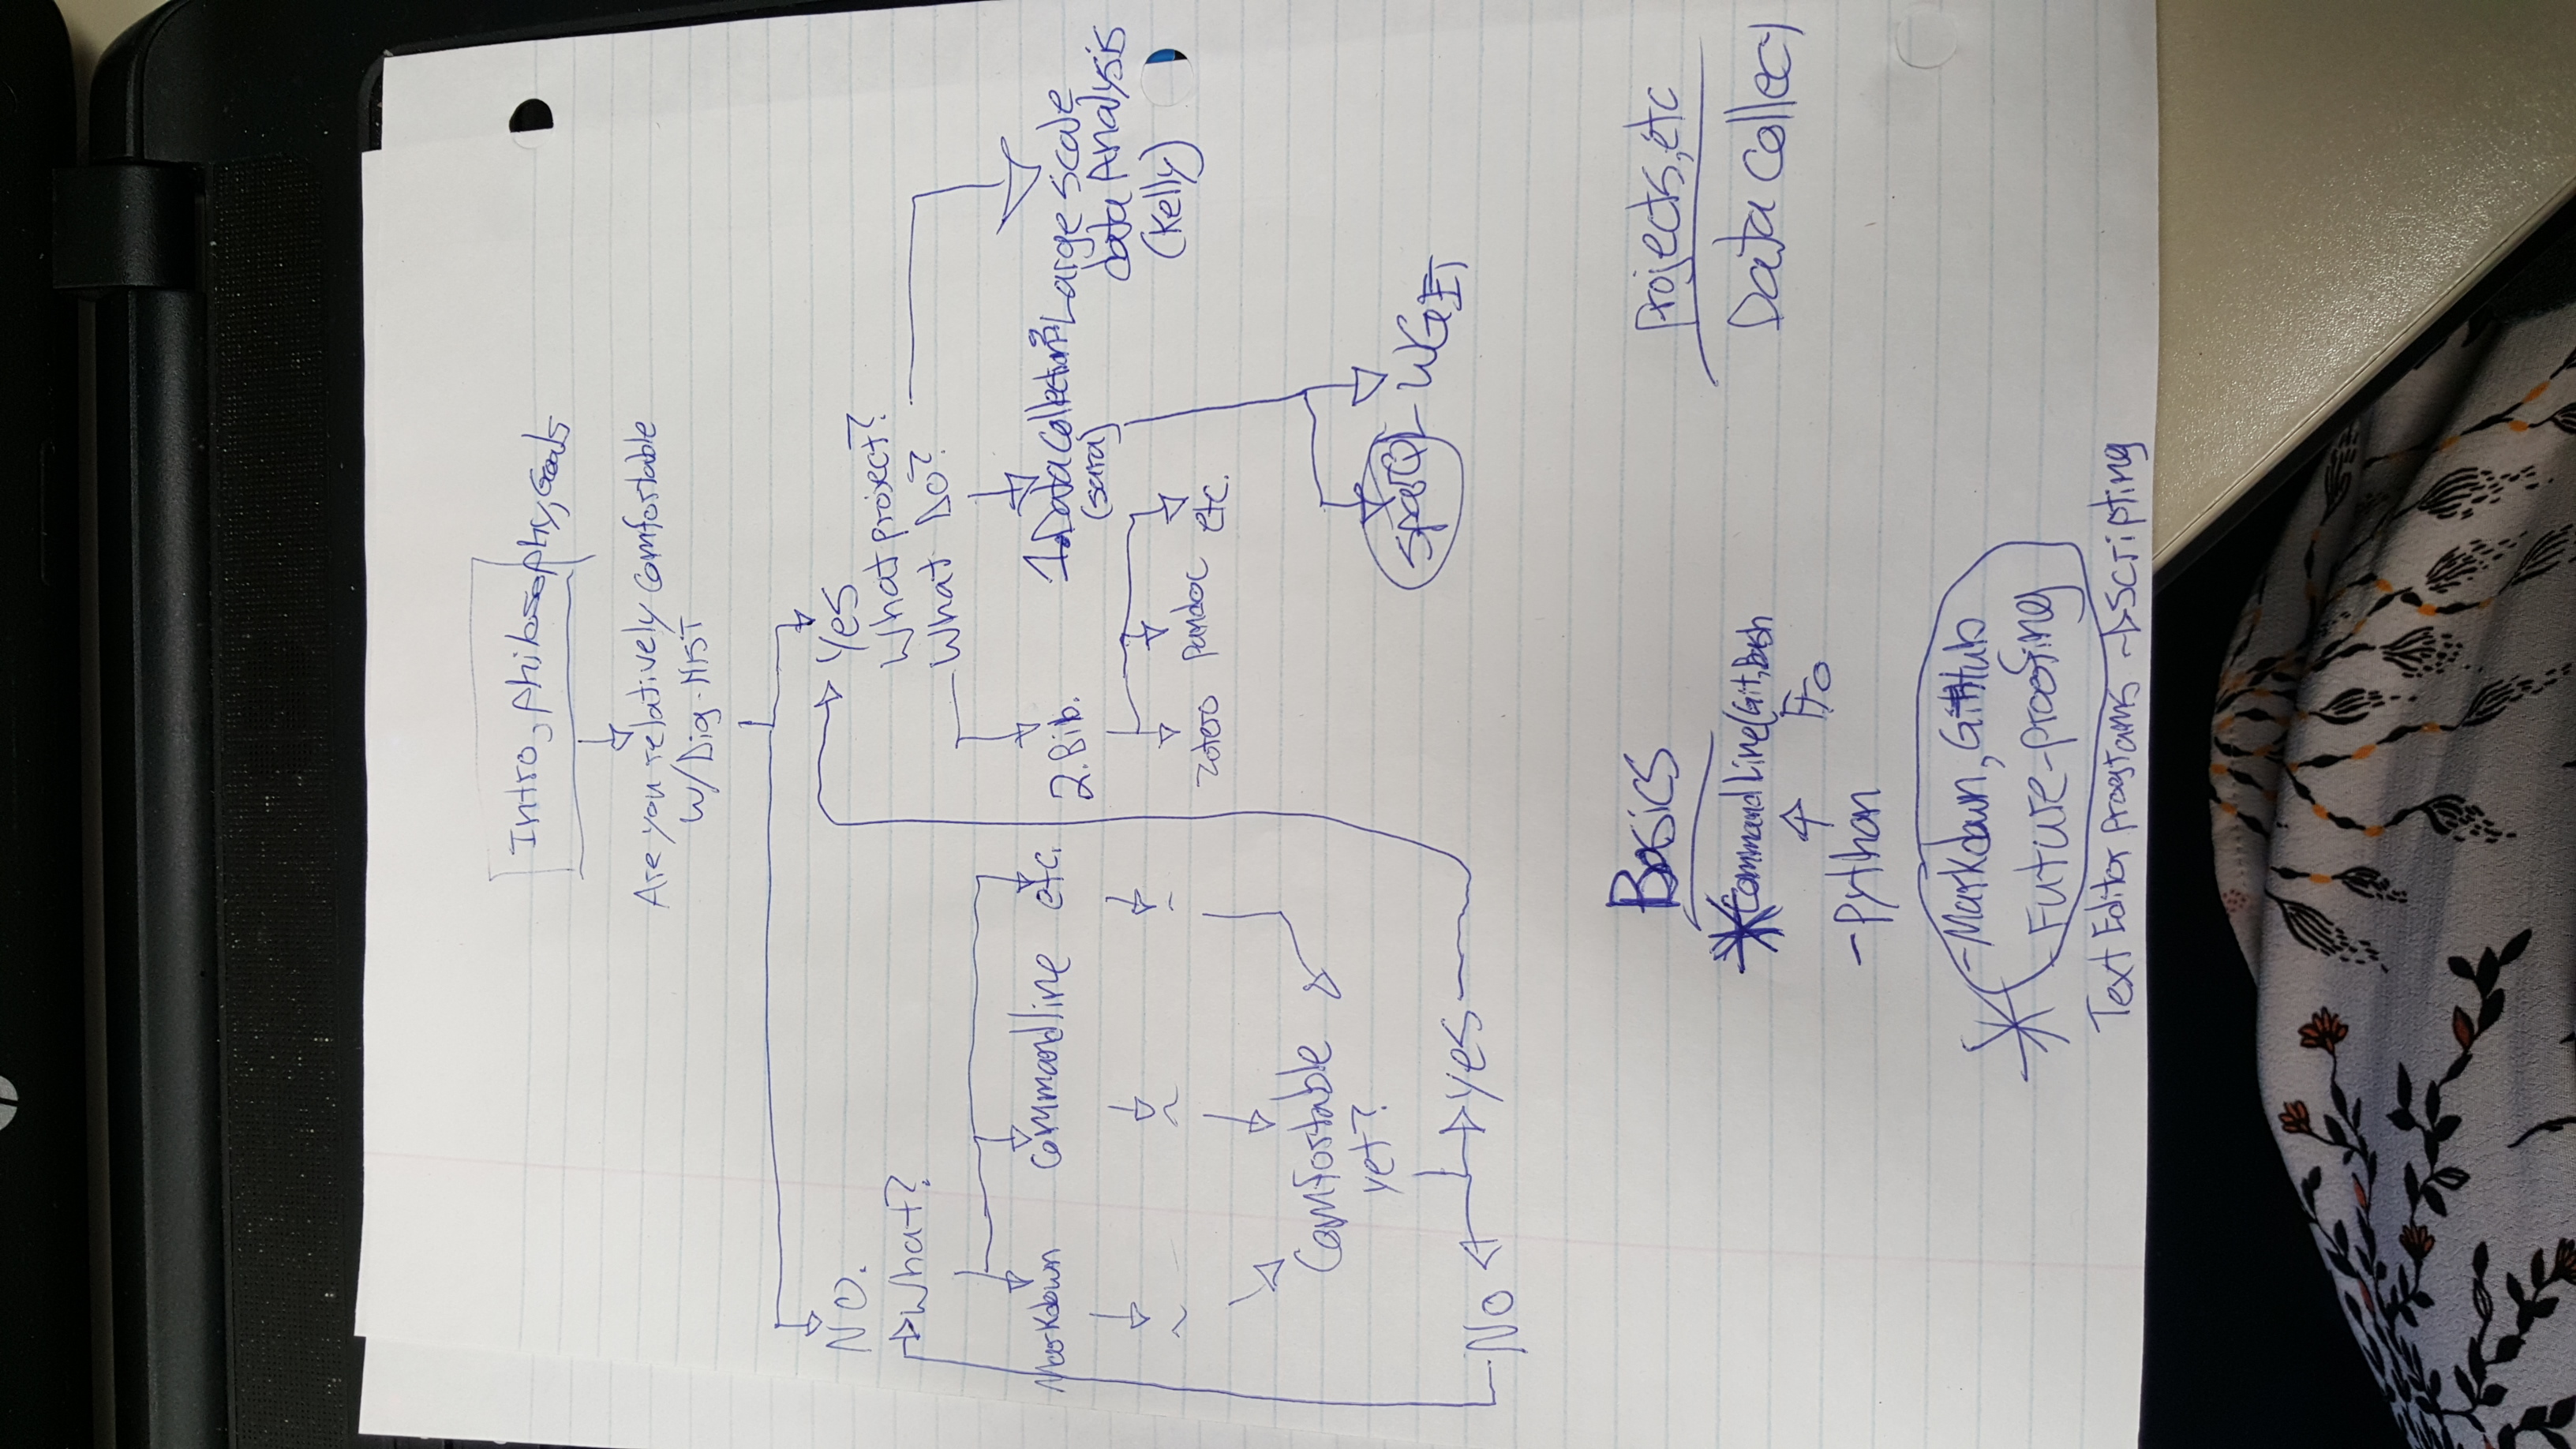 Intro, philosophy, Goals
Are you relatively comfortable
w/Dig. HIST
NO.
What?
Markdown
Commandline
etc.
Comfortable
yet?
No
yes
Yes
What project?
What Do?
2. Bib.
Zotero
Pandoc
etc.
1. Data Collection
(sara)
SparQL
WGET
3. Large scale
data Analysis
(Kelly)
Basics
Command Line (Git, Bash
- Python
- Markdown, GitHub
- Future-proofing
Text Editor Programs → Scripting
Projects, etc
Data Collect